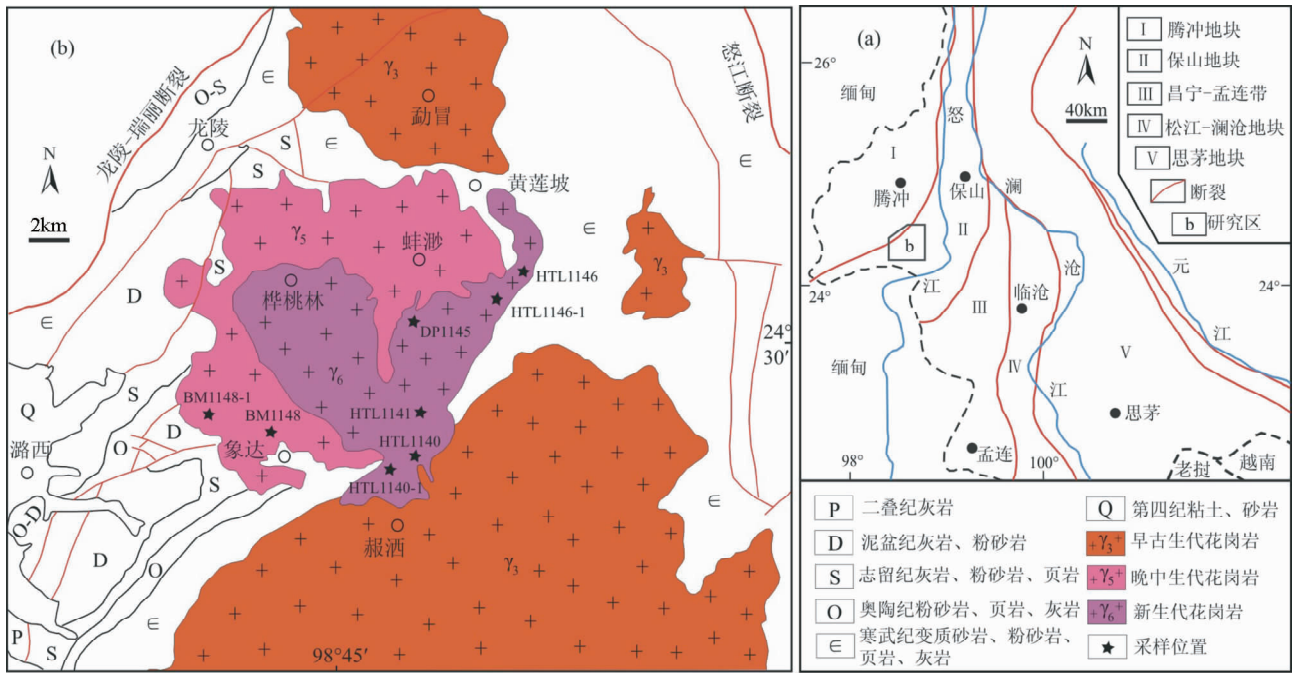 (b)
γ₃
勐冒
龙陵-瑞丽断裂
O-S
龙陵
∈
怒江断裂
S
N
2km
S
∈
黄莲坡
∈
γ₅
蚌渺
γ₃
HTL1146
HTL1146-1
S
桦桃林
D
∈
DP1145
24°
30′
γ₆
S
BM1148-1
BM1148
HTL1141
Q
D
O
HTL1140
潞西
象达
HTL1140-1
S
O-D
赧洒
γ₃
∈
D
O
P
S
∈
98°45′
(a)
26°
N
40km
缅甸
怒
I
腾冲
保山
澜
II
b
24°
江
沧
元
24°
III
临沧
江
缅甸
IV
V
江
思茅
孟连
98°
100°
老挝
越南
I 腾冲地块
II 保山地块
III 昌宁-孟连带
IV 松江-澜沧地块
V 思茅地块
断裂
b 研究区
P 二叠纪灰岩
D 泥盆纪灰岩、粉砂岩
S 志留纪灰岩、粉砂岩、页岩
O 奥陶纪粉砂岩、页岩、灰岩
∈ 寒武纪变质砂岩、粉砂岩、
页岩、灰岩
Q 第四纪粘土、砂岩
γ₃ 早古生代花岗岩
γ₅ 晚中生代花岗岩
γ₆ 新生代花岗岩
采样位置